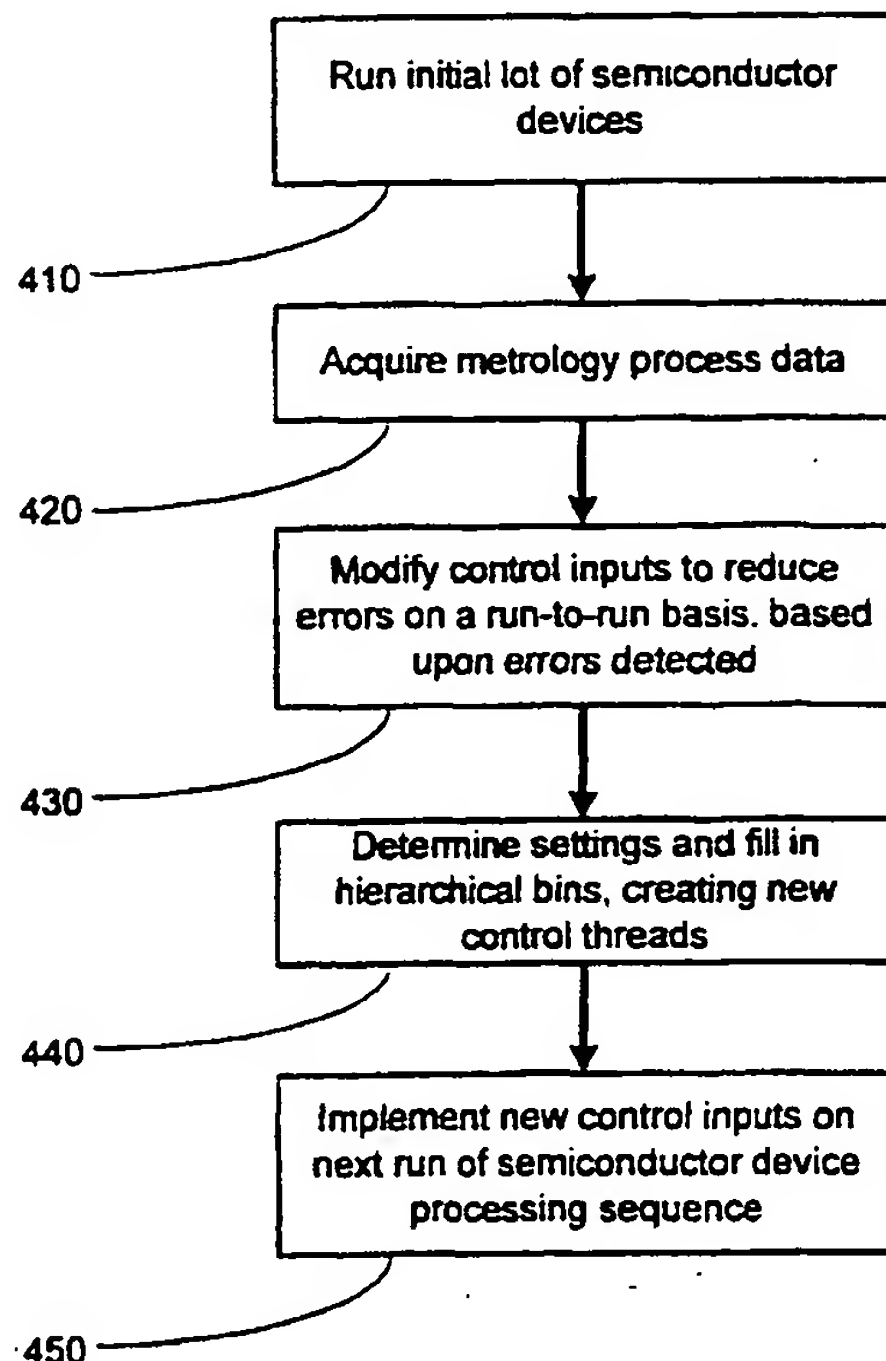 Run initial lot of semiconductor
devices
410
Acquire metrology process data
420
Modify control inputs to reduce
errors on a run-to-run basis. based
upon errors detected
430
Determine settings and fill in
hierarchical bins, creating new
control threads
440
Implement new control inputs on
next run of semiconductor device
processing sequence
450